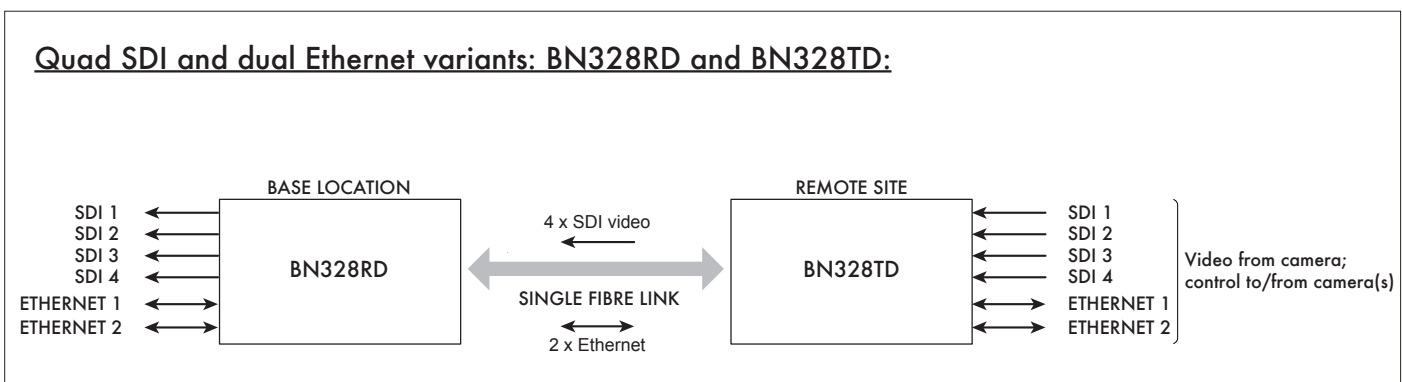 Quad SDI and dual Ethernet variants: BN328RD and BN328TD:
BASE LOCATION
SDI 1
SDI 2
SDI 3
SDI 4
ETHERNET 1
ETHERNET 2
BN328RD
4 x SDI video
SINGLE FIBRE LINK
2 x Ethernet
REMOTE SITE
BN328TD
SDI 1
SDI 2
SDI 3
SDI 4
ETHERNET 1
ETHERNET 2
Video from camera;
control to/from camera(s)